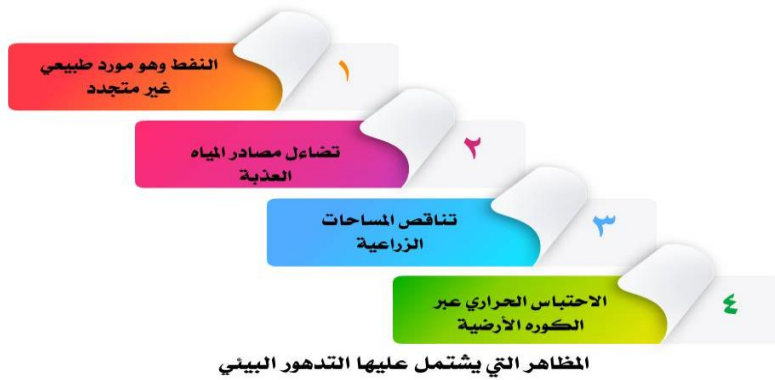 ١
النفط وهو مورد طبيعي
غير متجدد
٢
تضاءل مصادر المياه
العذبة
٣
تناقص المساحات
الزراعية
٤
الاحتباس الحراري عبر
الكوره الأرضية
المظاهر التي يشتمل عليها التدهور البيئي